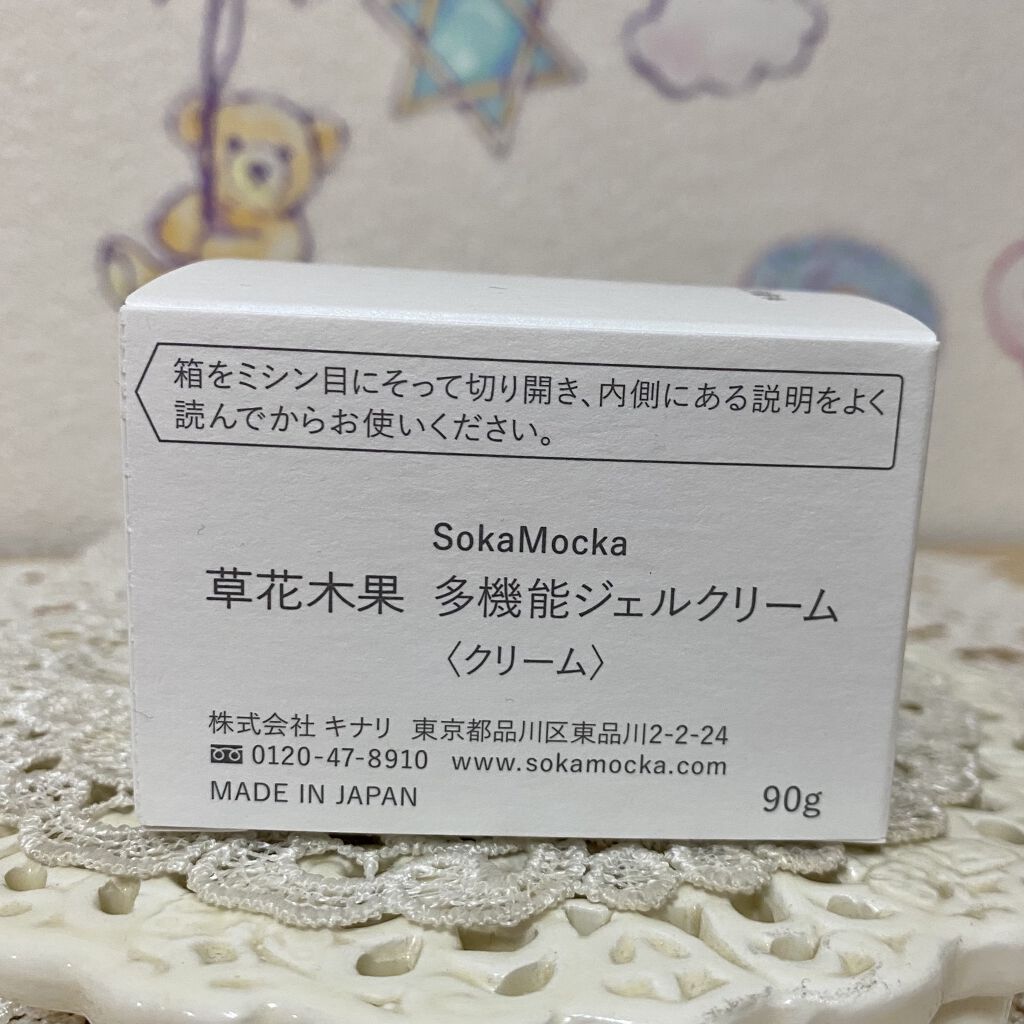 箱をミシン目にそって切り開き、内側にある説明をよく
読んでからお使いください。
SokaMocka
草花木果 多機能ジェルクリーム
〈クリーム〉
株式会社 キナリ 東京都品川区東品川2-2-24
0120-47-8910 www.sokamocka.com
MADE IN JAPAN 90g